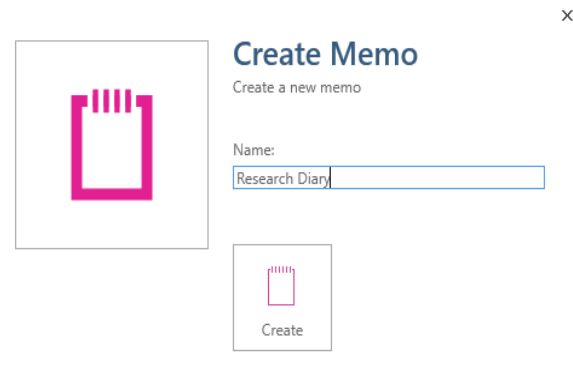 Create Memo
Create a new memo
Name:
Research Diary
Create